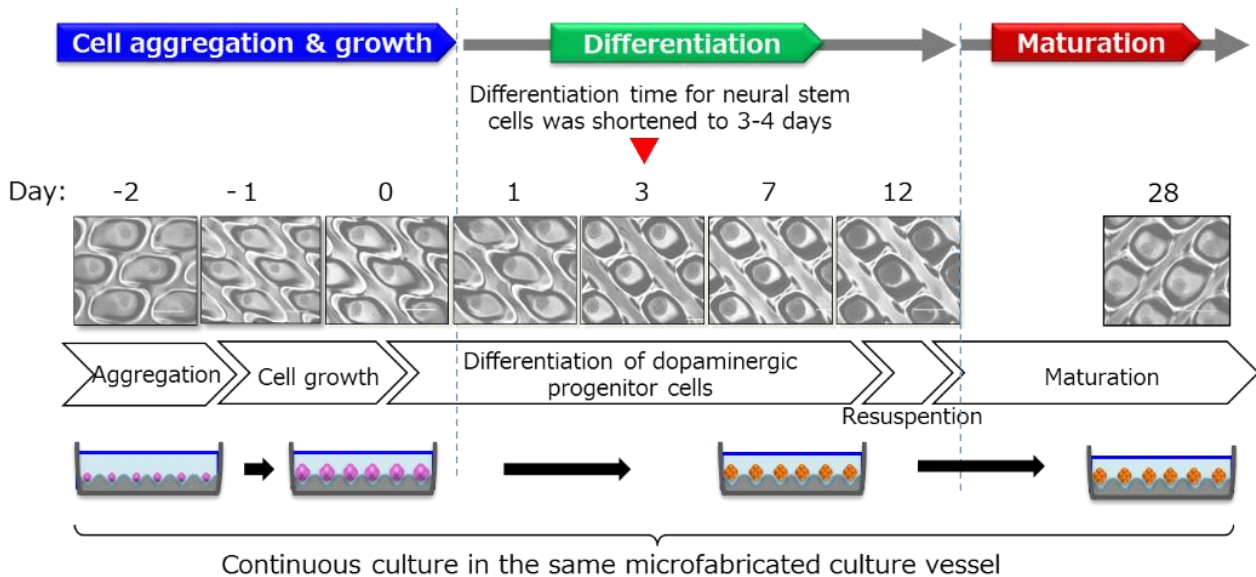 Cell aggregation & growth
Differentiation
Maturation
Differentiation time for neural stem
cells was shortened to 3-4 days
Day: -2 -1 0 1 3 7 12 28
Aggregation
Cell growth
Differentiation of dopaminergic
progenitor cells
Resuspention
Maturation
Continuous culture in the same microfabricated culture vessel